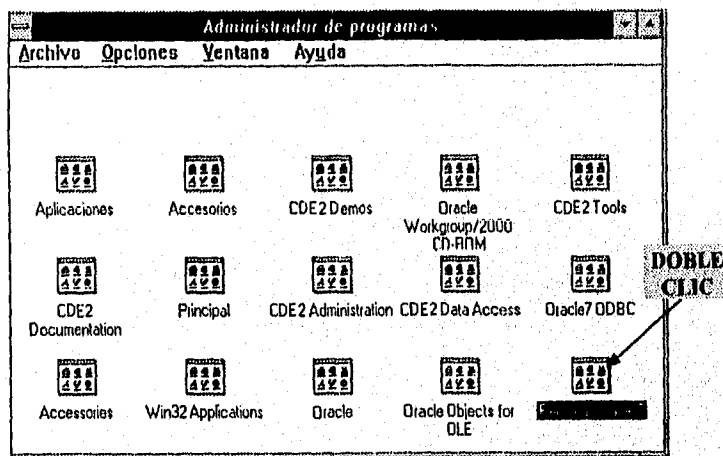 Administrador de programas
Archivo Opciones Ventana Ayuda
Aplicaciones Accesorios CDE2 Demos Oracle Workgroup/2000 CD-ROM CDE2 Tools
DOBLE CLIC
CDE2 Documentation Principal CDE2 Administration CDE2 Data Access Oracle7 ODBC
Accessories Win32 Applications Oracle Oracle Objects for OLE